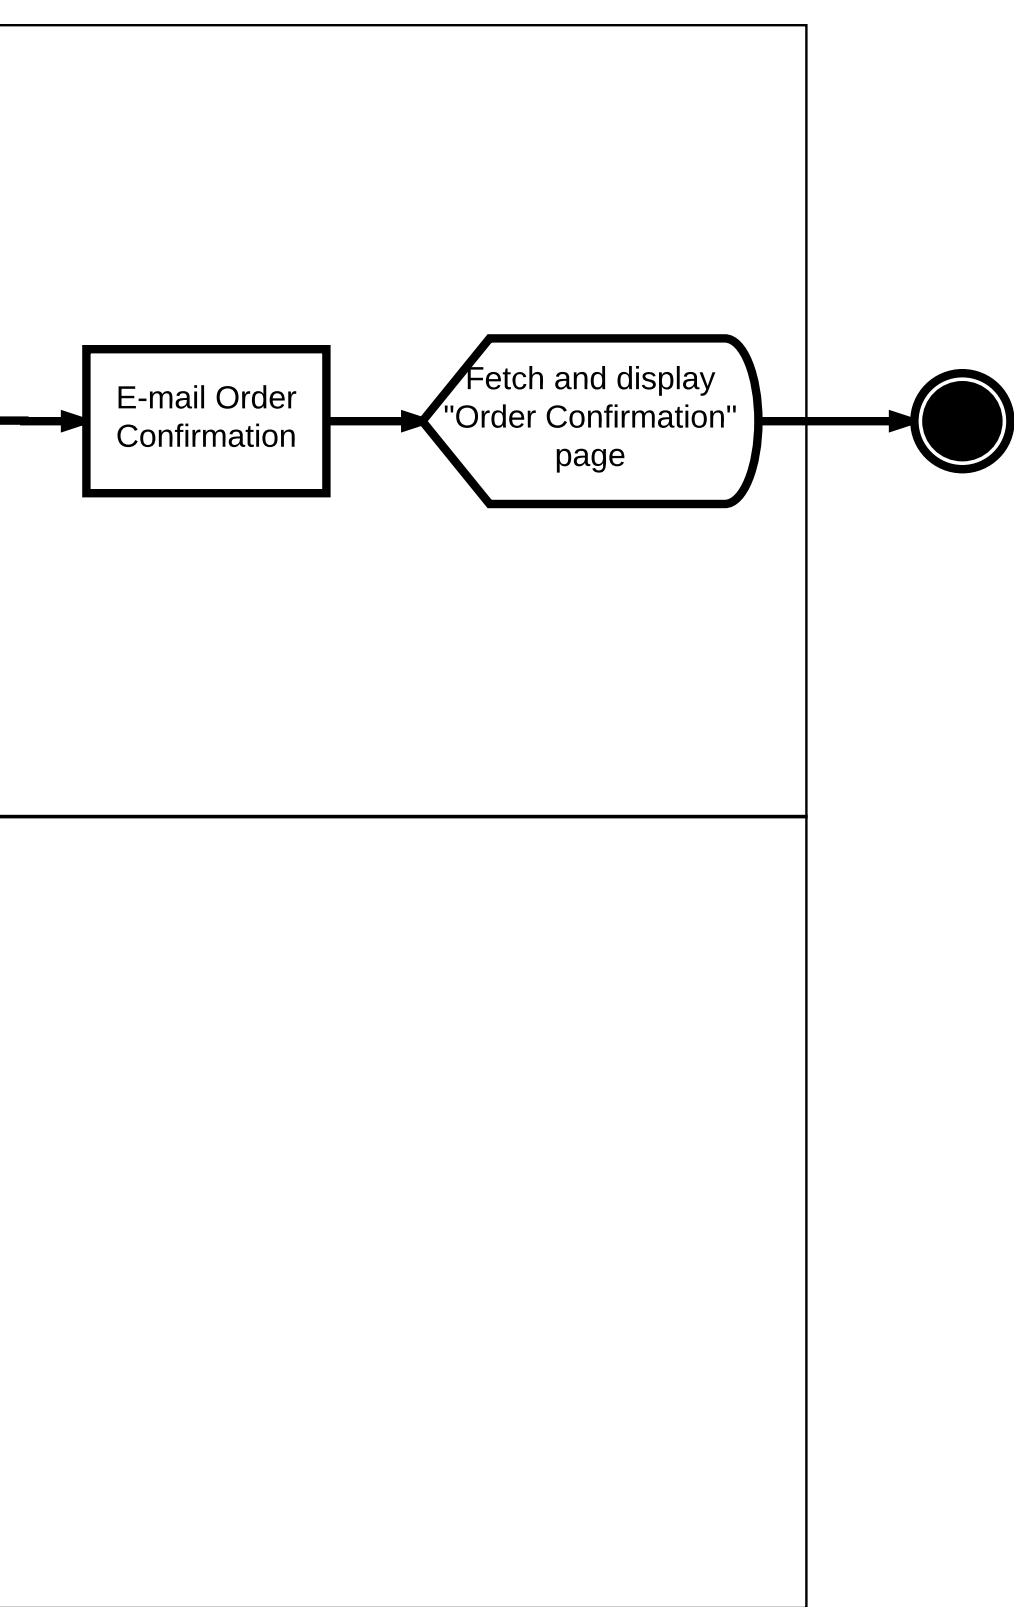 E-mail Order
Confirmation
Fetch and display
"Order Confirmation"
page